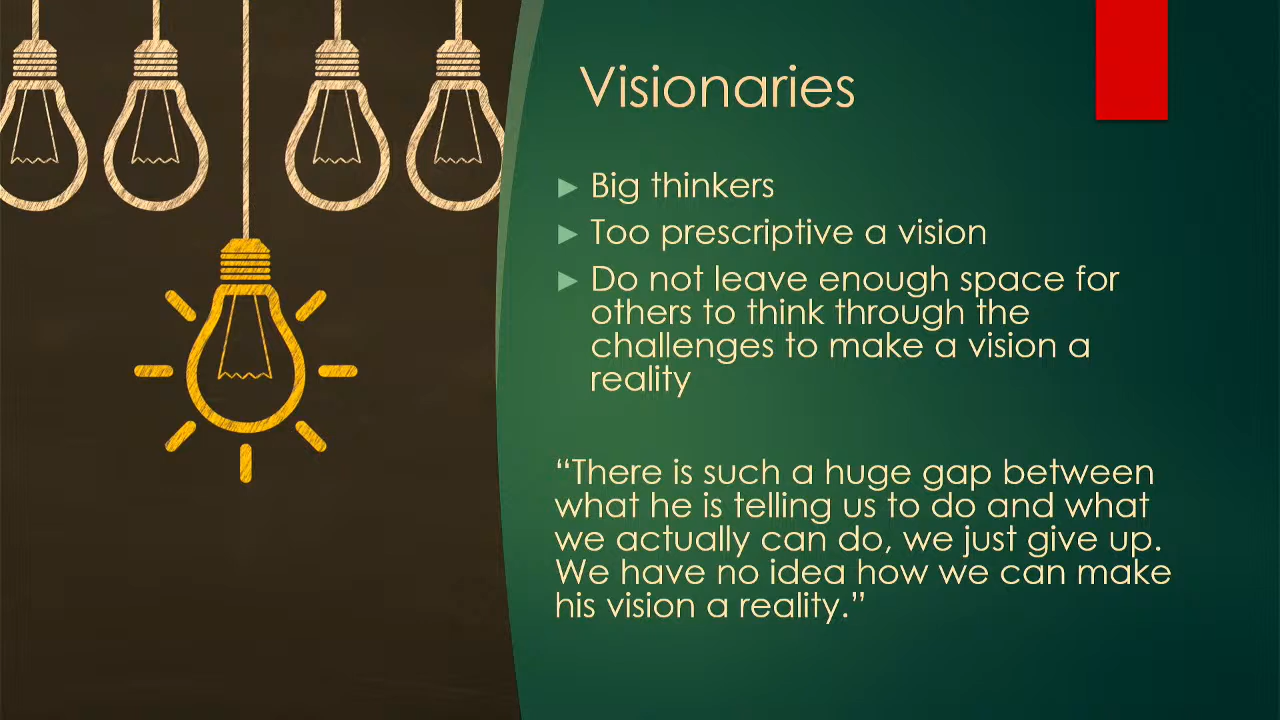 Visionaries
Big thinkers
Too prescriptive a vision
Do not leave enough space for
others to think through the
challenges to make a vision a
reality
“There is such a huge gap between
what he is telling us to do and what
we actually can do, we just give up.
We have no idea how we can make
his vision a reality.”